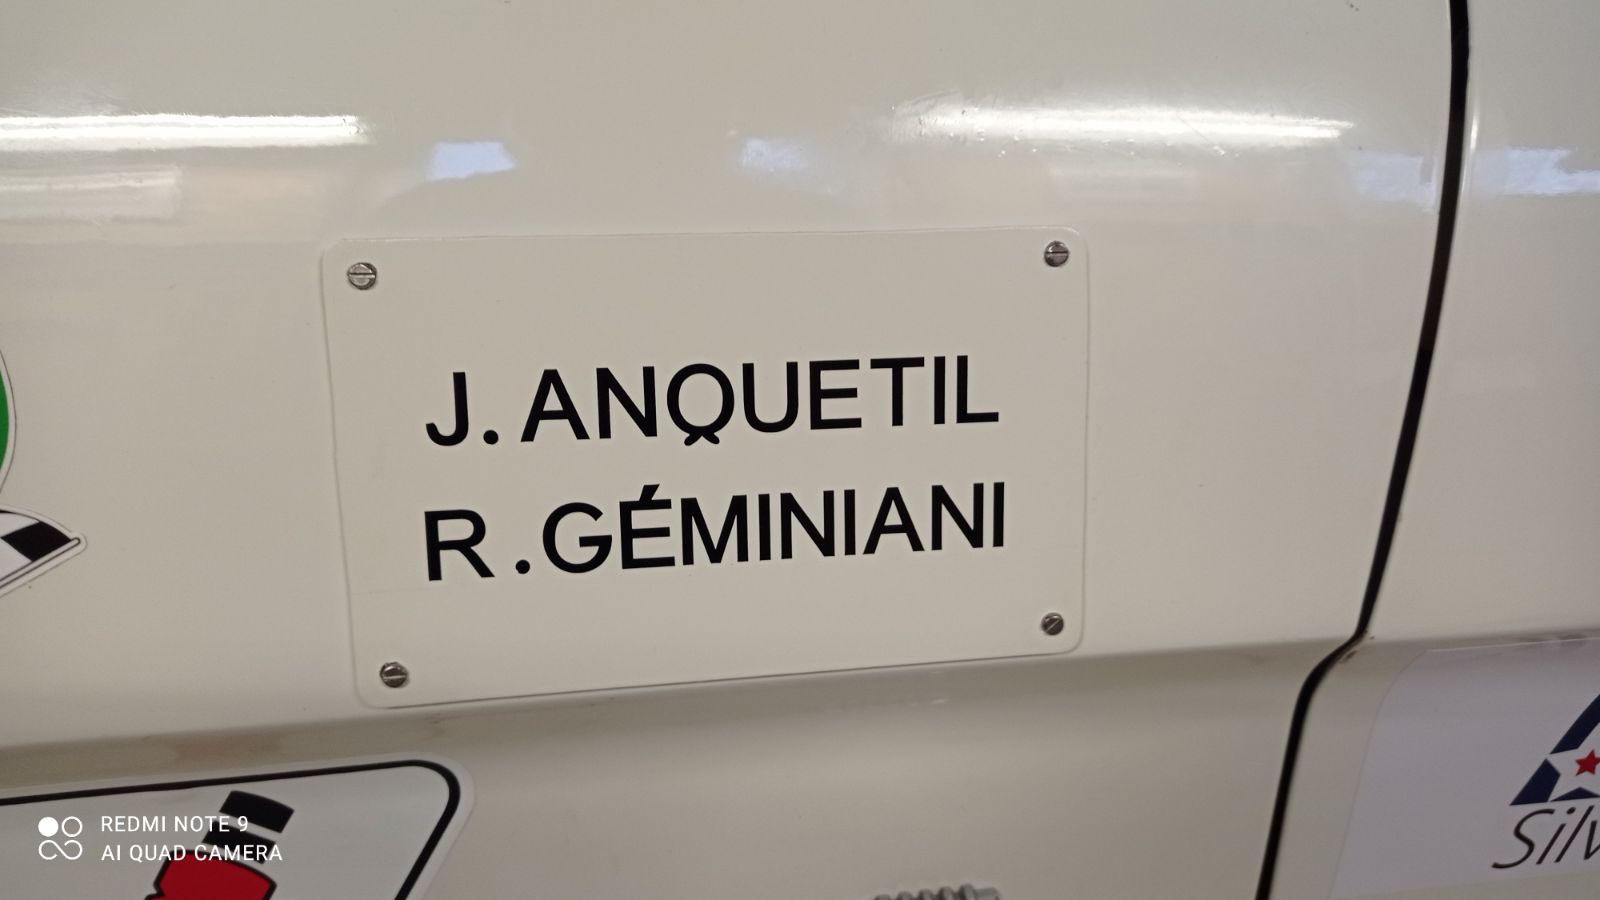 J. ANQUETIL
R. GÉMINIANI
REDMI NOTE 9
AI QUAD CAMERA